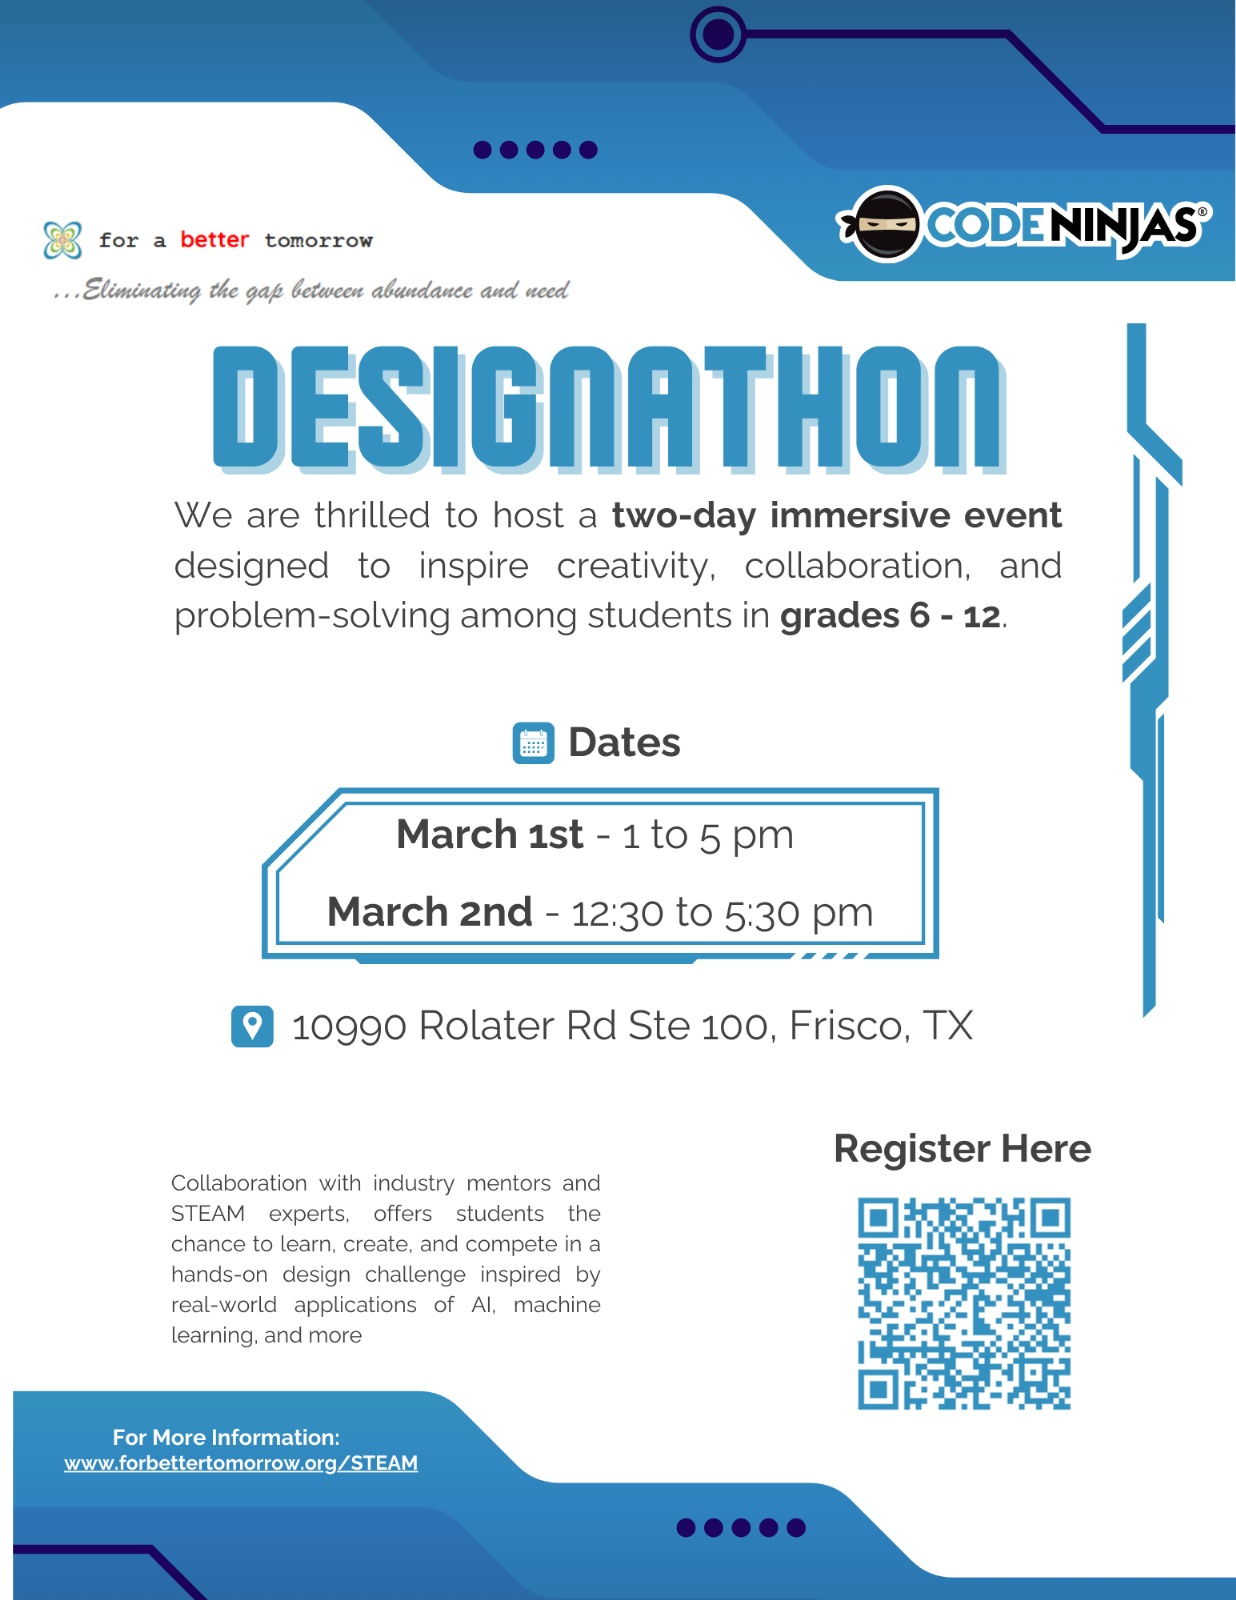 for a better tomorrow
...Eliminating the gap between abundance and need
CODE NINJAS®
DESIGNATHON
We are thrilled to host a two-day immersive event
designed to inspire creativity, collaboration, and
problem-solving among students in grades 6 - 12.
Dates
March 1st - 1 to 5 pm
March 2nd - 12:30 to 5:30 pm
10990 Rolater Rd Ste 100, Frisco, TX
Register Here
Collaboration with industry mentors and
STEAM experts, offers students the
chance to learn, create, and compete in a
hands-on design challenge inspired by
real-world applications of AI, machine
learning, and more
For More Information:
www.forbettertomorrow.org/STEAM